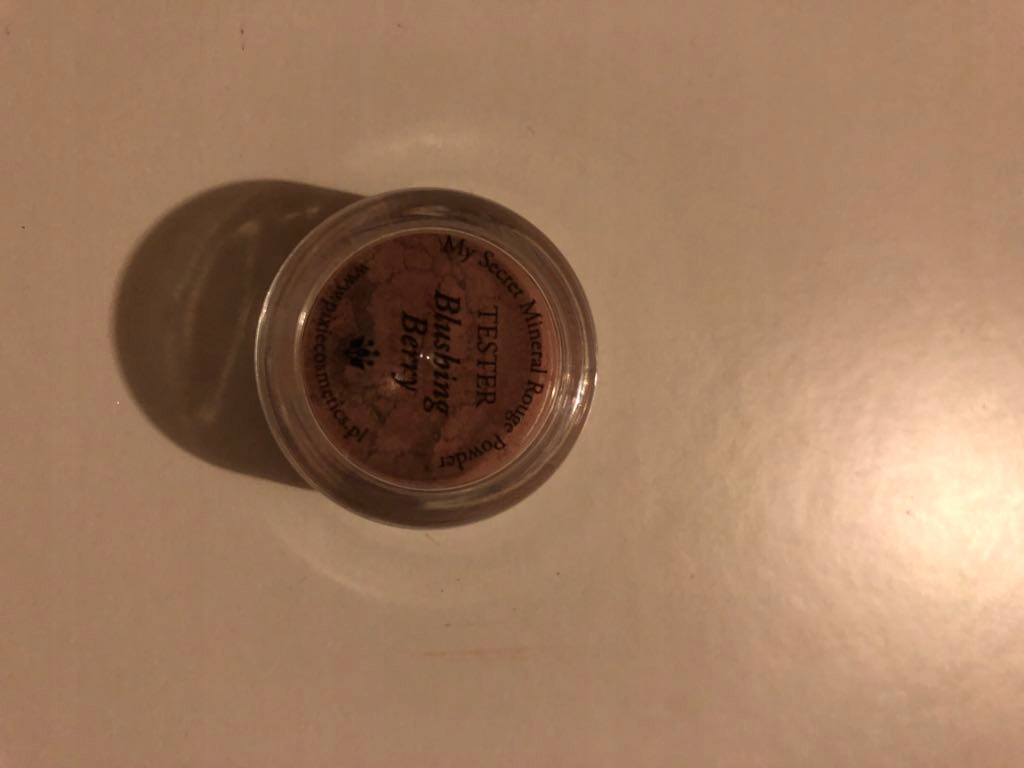 My Secret Mineral Rouge Powder
TESTER
Blushing
Berry